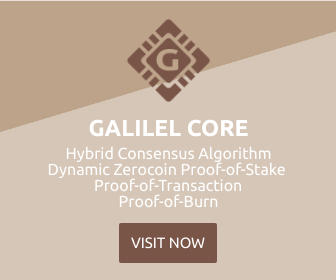 G
GALILEL CORE
Hybrid Consensus Algorithm
Dynamic Zerocoin Proof-of-Stake
Proof-of-Transaction
Proof-of-Burn
VISIT NOW